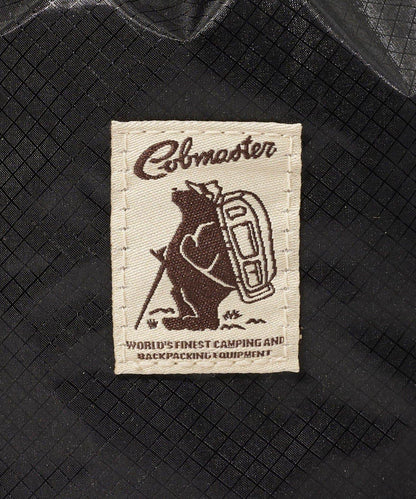 Cobmaster
WORLD'S FINEST CAMPING AND
BACKPACKING EQUIPMENT